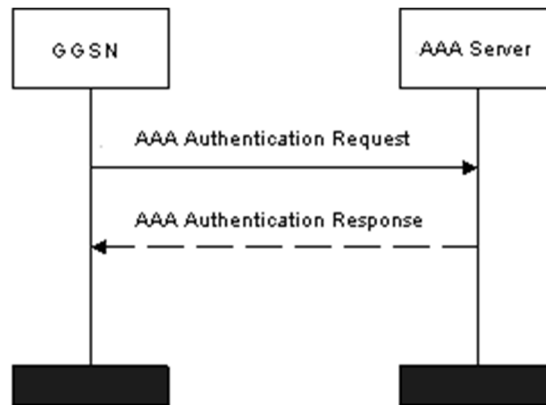 GGSN
AAA Server
AAA Authentication Request
AAA Authentication Response